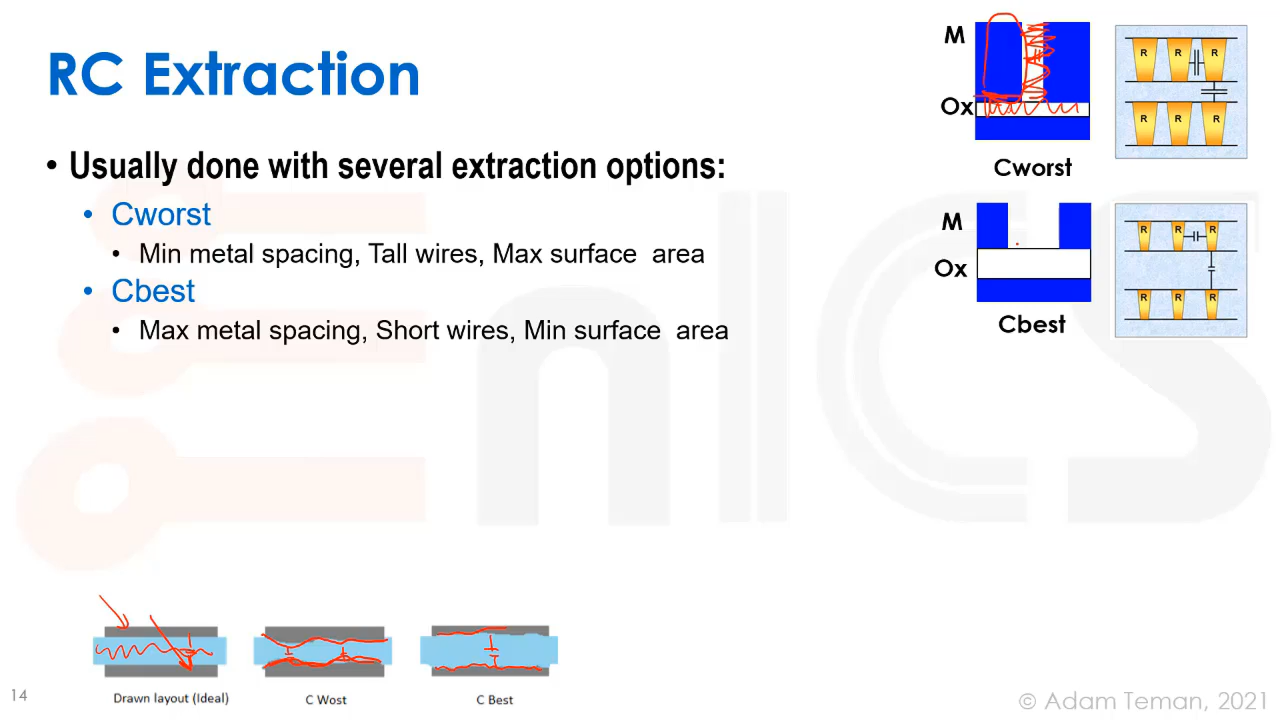 RC Extraction
• Usually done with several extraction options:
• Cworst
• Min metal spacing, Tall wires, Max surface area
• Cbest
• Max metal spacing, Short wires, Min surface area
M
Ox
Cworst
R R R
R R R
M
Ox
Cbest
R R R
R R R
Drawn layout (Ideal)
C Wost
C Best
14
© Adam Teman, 2021
ENICS